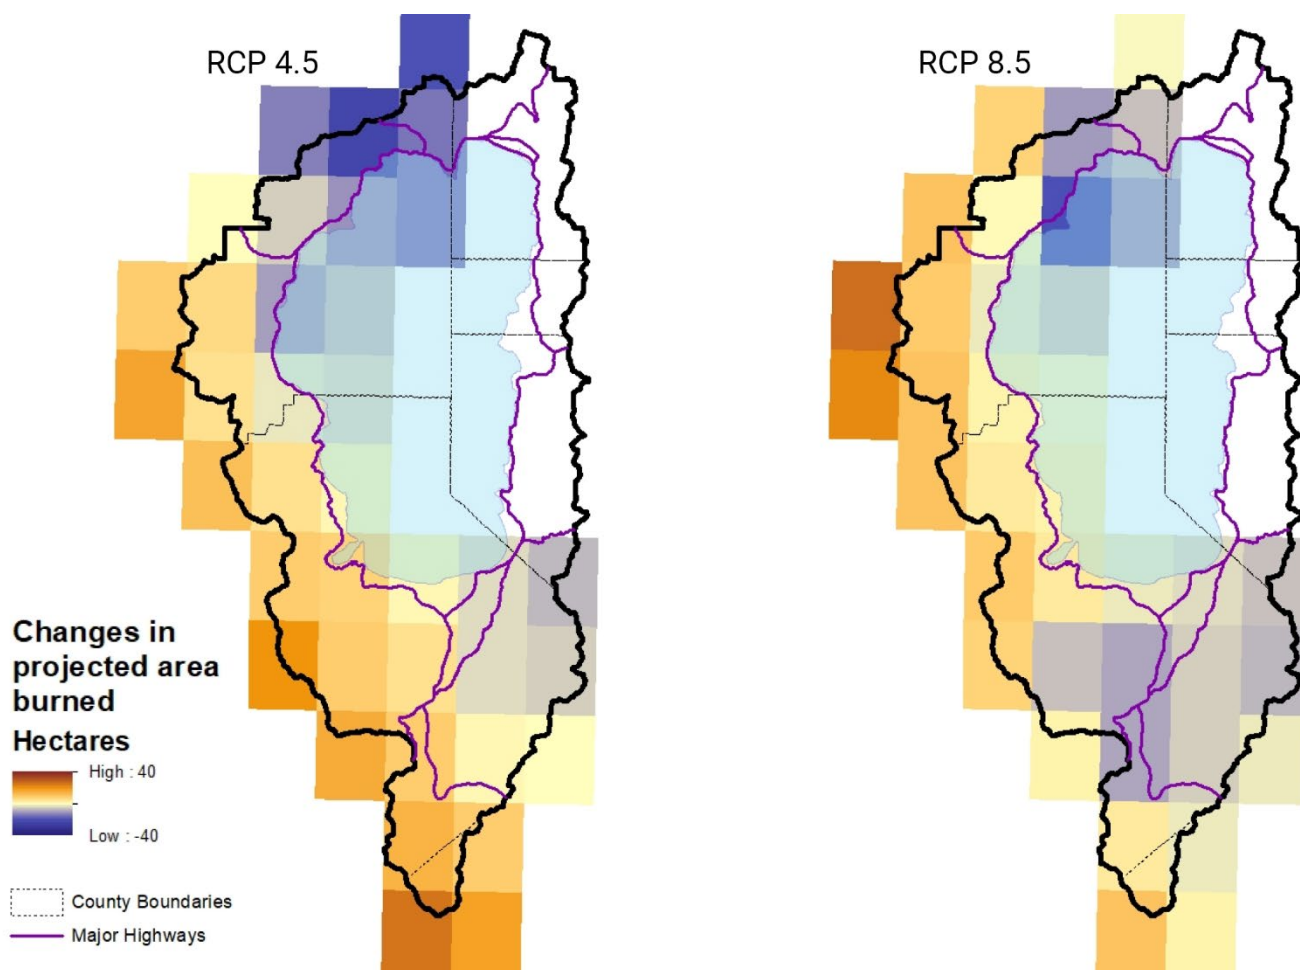 RCP 4.5
RCP 8.5
Changes in
projected area
burned
Hectares
High : 40
Low : -40
County Boundaries
Major Highways